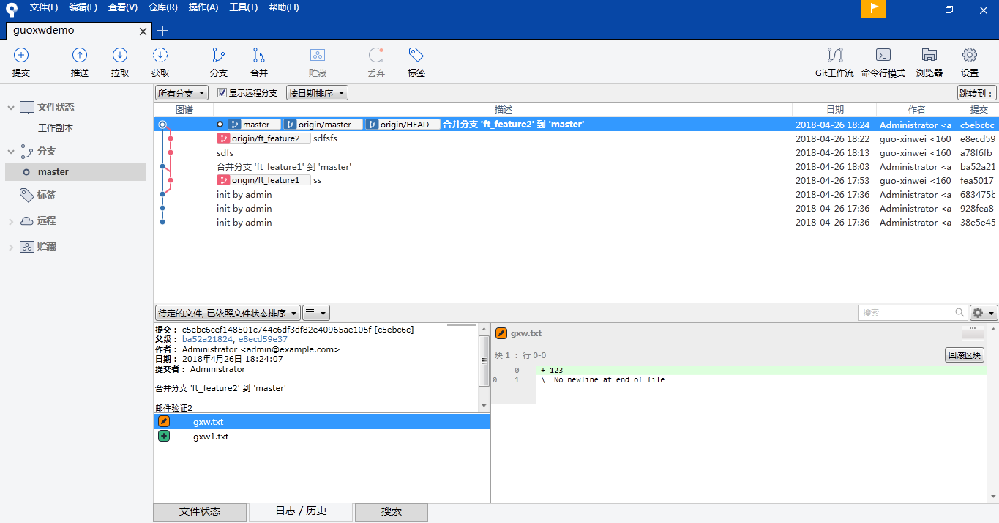 文件(F) 编辑(E) 查看(V) 仓库(R) 操作(A) 工具(T) 帮助(H)
guoxwdemo
提交 推送 拉取 获取 分支 合并 贮藏 丢弃 标签 Git工作流 命令行模式 浏览器 设置
文件状态
工作副本
分支
master
标签
远程
贮藏
所有分支 显示远程分支 按日期排序 跳转到：
图谱 描述 日期 作者 提交
master origin/master origin/HEAD 合并分支 'ft_feature2' 到 'master' 2018-04-26 18:24 Administrator <a c5ebc6c
origin/ft_feature2 sdfsfs 2018-04-26 18:22 guo-xinwei <160 e8ecd59
sdfs 2018-04-26 18:13 guo-xinwei <160 a78f6fb
合并分支 'ft_feature1' 到 'master' 2018-04-26 18:03 Administrator <a ba52a21
origin/ft_feature1 ss 2018-04-26 17:53 guo-xinwei <160 fea5017
init by admin 2018-04-26 17:36 Administrator <a 683475b
init by admin 2018-04-26 17:36 Administrator <a 928fea8
init by admin 2018-04-26 17:36 Administrator <a 38e5e45
待定的文件, 已依照文件状态排序 搜索
提交： c5ebc6cef148501c744c6df3df82e40965ae105f [c5ebc6c]
父级： ba52a21824, e8ecd59e37
作者： Administrator <admin@example.com>
日期： 2018年4月26日 18:24:07
提交者： Administrator
合并分支 'ft_feature2' 到 'master'
邮件验证2
gxw.txt
gxw1.txt
gxw.txt
块 1 ： 行 0-0 回滚区块
0 + 123
0 1 \ No newline at end of file
文件状态 日志 / 历史 搜索